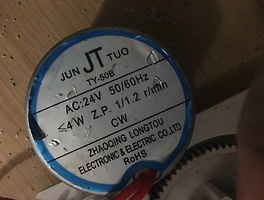 JUN JT TUO
TY-50B
AC:24V 50/60Hz
≤4W Z.P. 1/1.2 r/min
CW
ZHAOQING LONGTOU
ELECTRONIC & ELECTRIC CO.LTD
RoHS